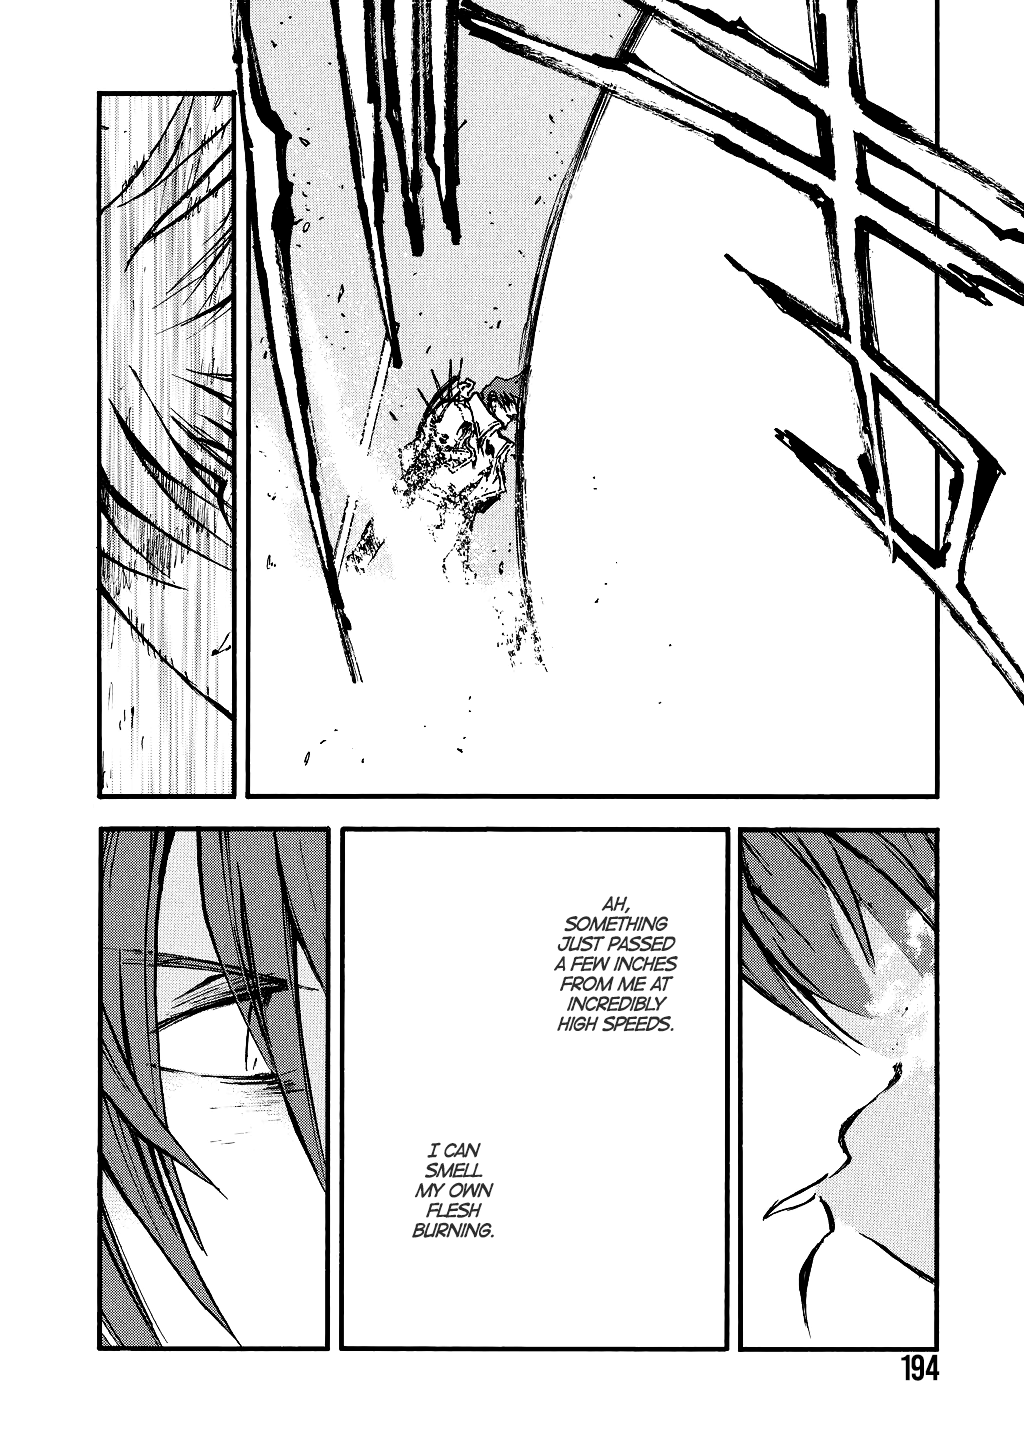 AH,
SOMETHING
JUST PASSED
A FEW INCHES
FROM ME AT
INCREDIBLY
HIGH SPEEDS.
I CAN
SMELL
MY OWN
FLESH
BURNING.
194